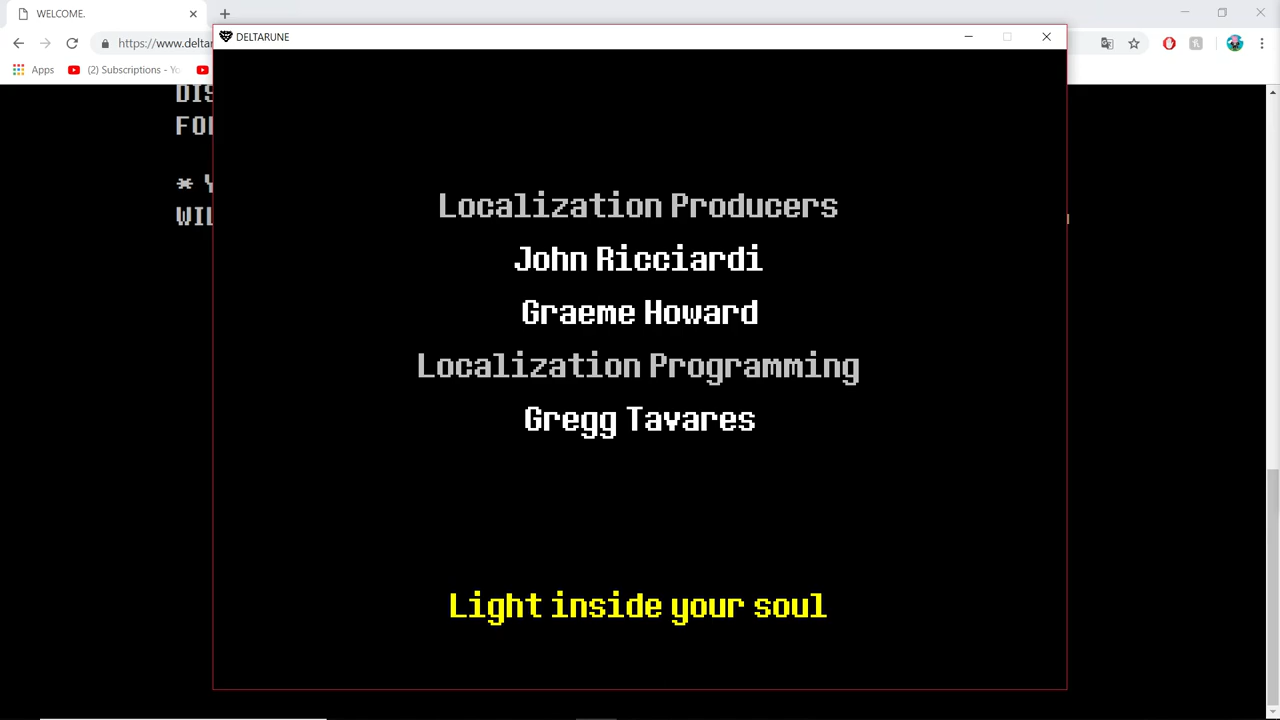 WELCOME.
https://www.delta
Apps
(2) Subscriptions - Yo
DELTARUNE
DIS
FOR
* Y
WIL
Localization Producers
John Ricciardi
Graeme Howard
Localization Programming
Gregg Tavares
Light inside your soul